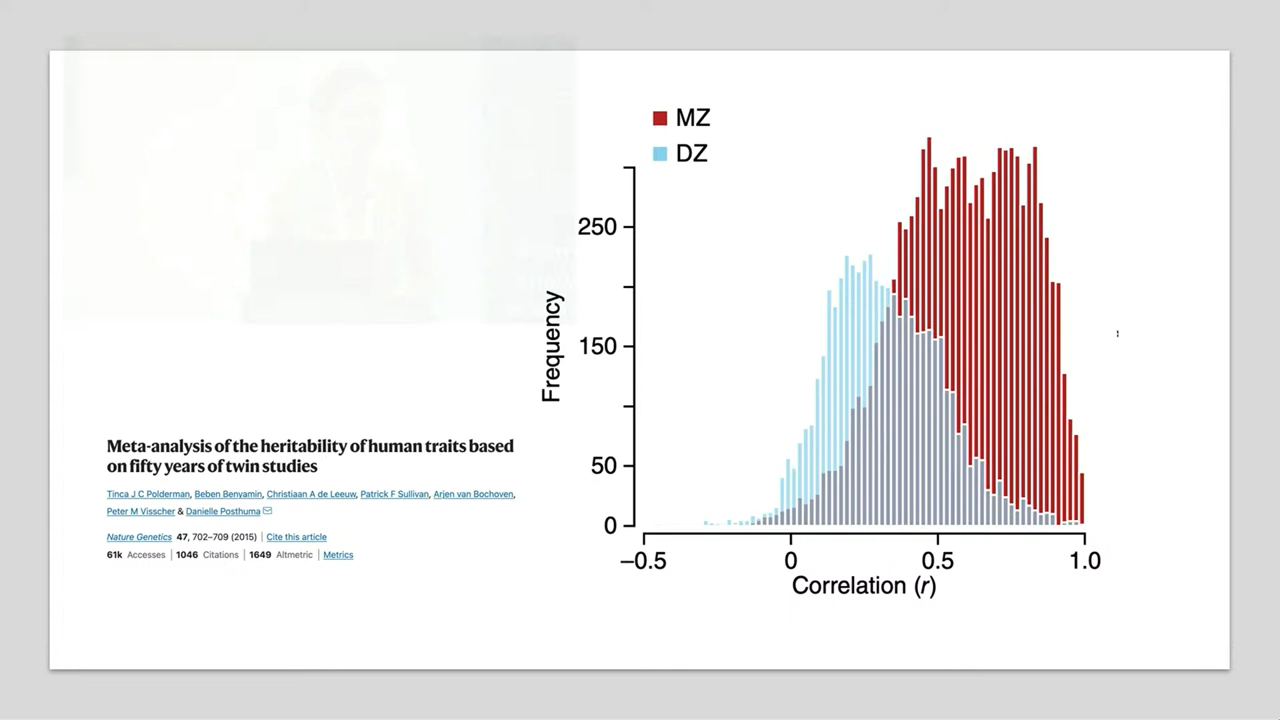 MZ
DZ
250
150
50
0
Frequency
−0.5
0
0.5
1.0
Correlation (r)
Meta-analysis of the heritability of human traits based
on fifty years of twin studies
Tinca J C Polderman, Beben Benyamin, Christiaan A de Leeuw, Patrick F Sullivan, Arjen van Bochoven,
Peter M Visscher & Danielle Posthuma
Nature Genetics 47, 702–709 (2015) | Cite this article
61k Accesses | 1046 Citations | 1649 Altmetric | Metrics